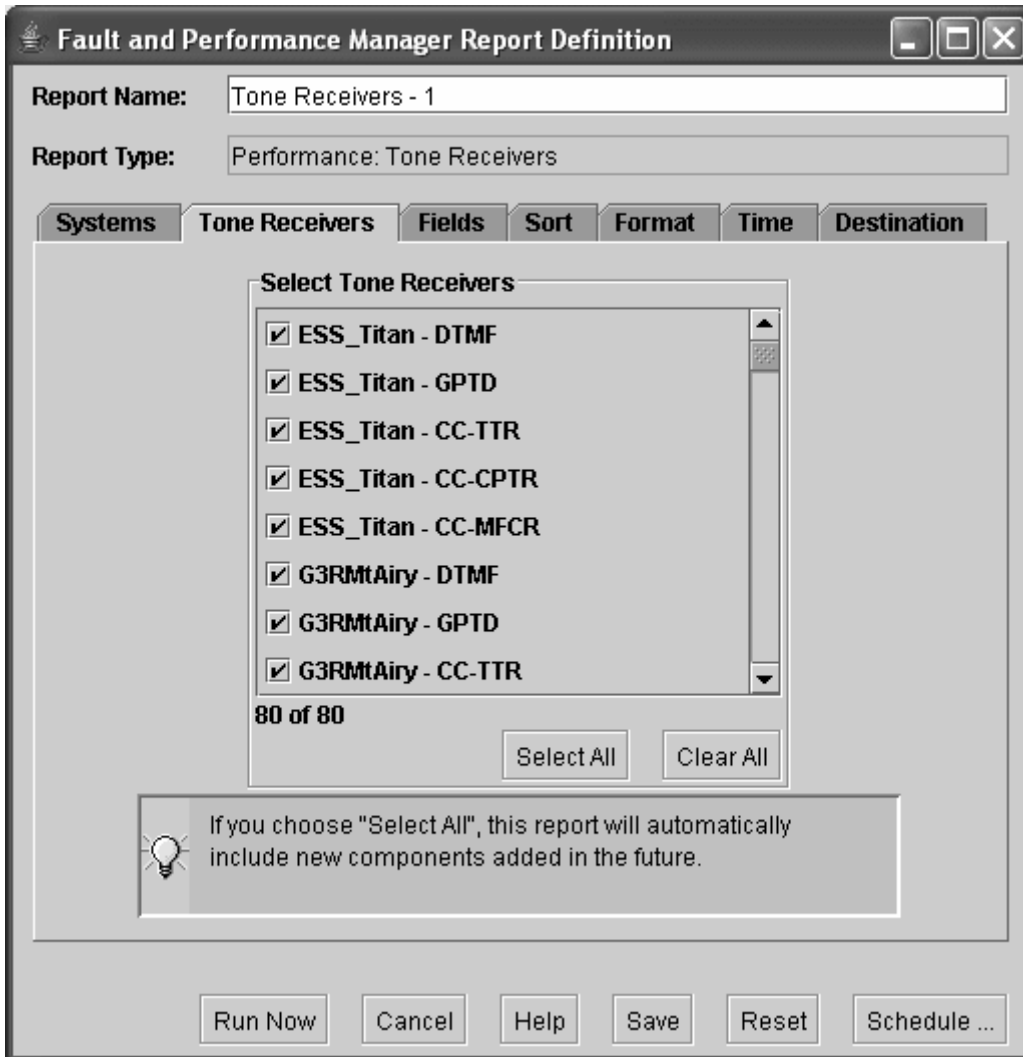 Fault and Performance Manager Report Definition
Report Name: Tone Receivers - 1
Report Type: Performance: Tone Receivers
Systems Tone Receivers Fields Sort Format Time Destination
Select Tone Receivers
ESS_Titan - DTMF
ESS_Titan - GPTD
ESS_Titan - CC-TTR
ESS_Titan - CC-CPTR
ESS_Titan - CC-MFCR
G3RMtAiry - DTMF
G3RMtAiry - GPTD
G3RMtAiry - CC-TTR
80 of 80
Select All Clear All
If you choose "Select All", this report will automatically
include new components added in the future.
Run Now Cancel Help Save Reset Schedule ...